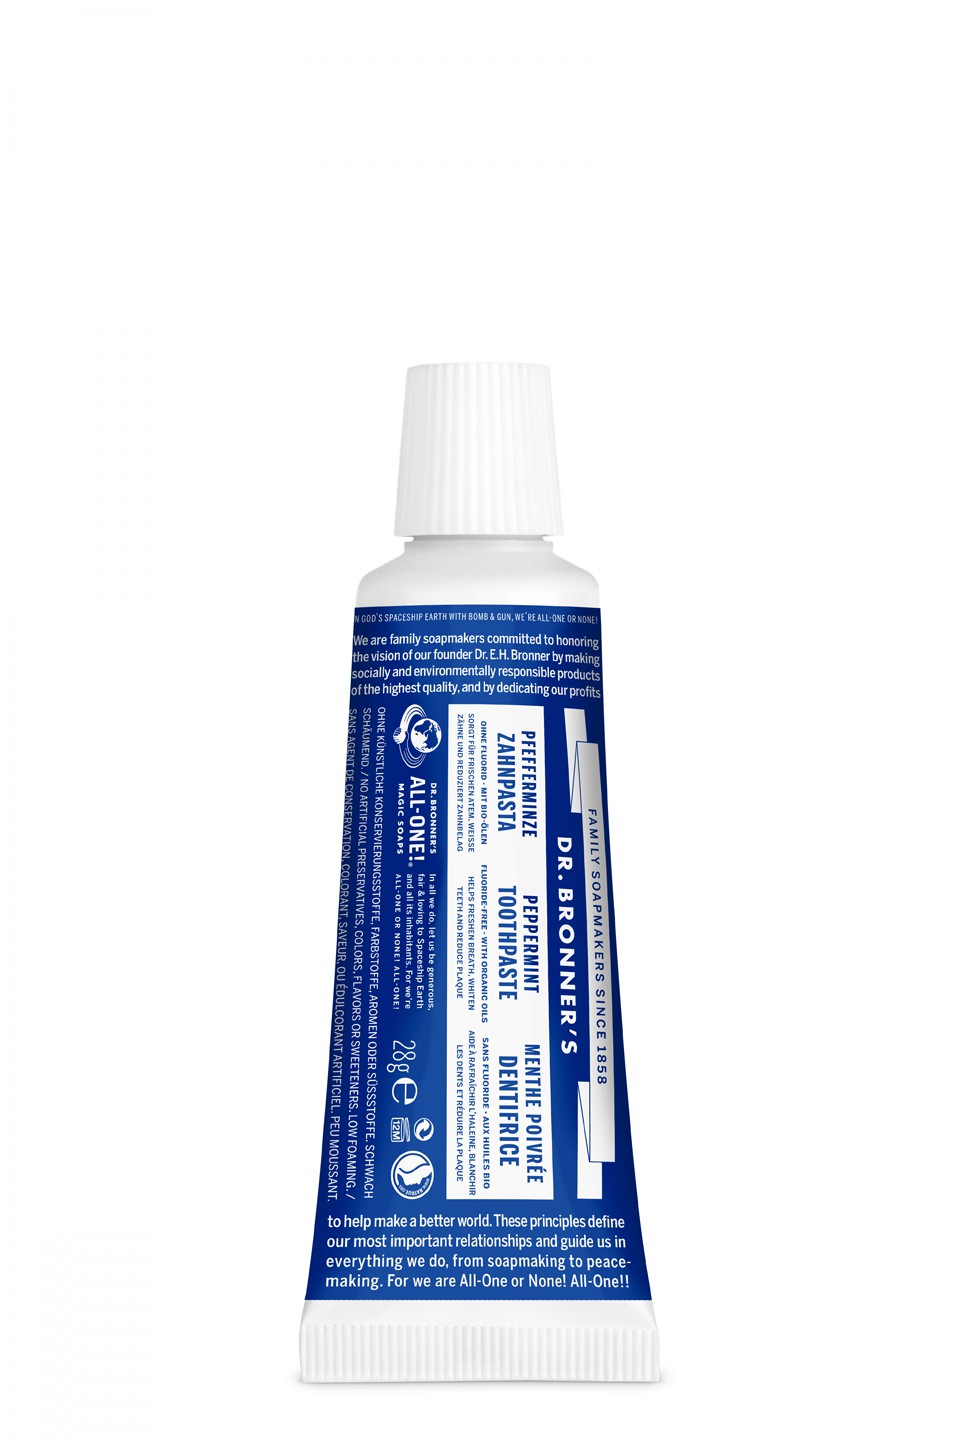 N GOD'S SPACESHIP EARTH WITH BOMB & GUN, WE'RE ALL-ONE OR NONE!
We are family soapmakers committed to honoring
the vision of our founder Dr. E.H. Bronner by making
socially and environmentally responsible products
of the highest quality, and by dedicating our profits
FAMILY SOAPMAKERS SINCE 1858
DR. BRONNER'S
PFEFFERMINZE
ZAHNPASTA
OHNE FLUORID • MIT BIO-ÖLEN
SORGT FÜR FRISCHEN ATEM, WEISSE
ZÄHNE UND REDUZIERT ZAHNBELAG
PEPPERMINT
TOOTHPASTE
FLUORIDE-FREE • WITH ORGANIC OILS
HELPS FRESHEN BREATH, WHITEN
TEETH AND REDUCE PLAQUE
MENTHE POIVRÉE
DENTIFRICE
SANS FLUORIDE • AUX HUILES BIO
AIDE À RAFRAÎCHIR L'HALEINE, BLANCHIR
LES DENTS ET RÉDUIRE LA PLAQUE
DR. BRONNER'S
ALL-ONE!®
MAGIC SOAPS
In all we do, let us be generous,
fair & loving to Spaceship Earth
and all its inhabitants. For we're
ALL-ONE OR NONE! ALL-ONE!
28g e
12M
OHNE KÜNSTLICHE KONSERVIERUNGSSTOFFE, FARBSTOFFE, AROMEN ODER SÜSSSTOFFE. SCHWACH
SCHÄUMEND. / NO ARTIFICIAL PRESERVATIVES, COLORS, FLAVORS OR SWEETENERS. LOW FOAMING. /
SANS AGENT DE CONSERVATION, COLORANT, SAVEUR, OU ÉDULCORANT ARTIFICIEL. PEU MOUSSANT.
to help make a better world. These principles define
our most important relationships and guide us in
everything we do, from soapmaking to peace-
making. For we are All-One or None! All-One!!